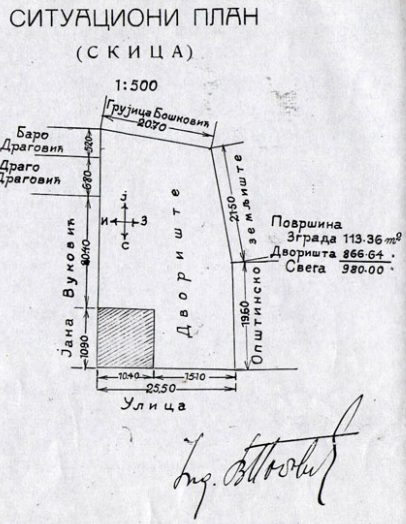 СИТУАЦИОНИ ПЛАН
(СКИЦА)
1:500
Грујица Бошковић
20.70
Баро
Драговић
5.20
Драго
Драговић
6.80
Јана Вуковић
10.90
Ј
И З
С
Двориште
21.50
Општинско земљиште
19.60
Површина
Зграда 113.36 m²
Дворишта 866.64 "
Свега 980.00 "
10.40 15.10
25.50
Улица
Ing.